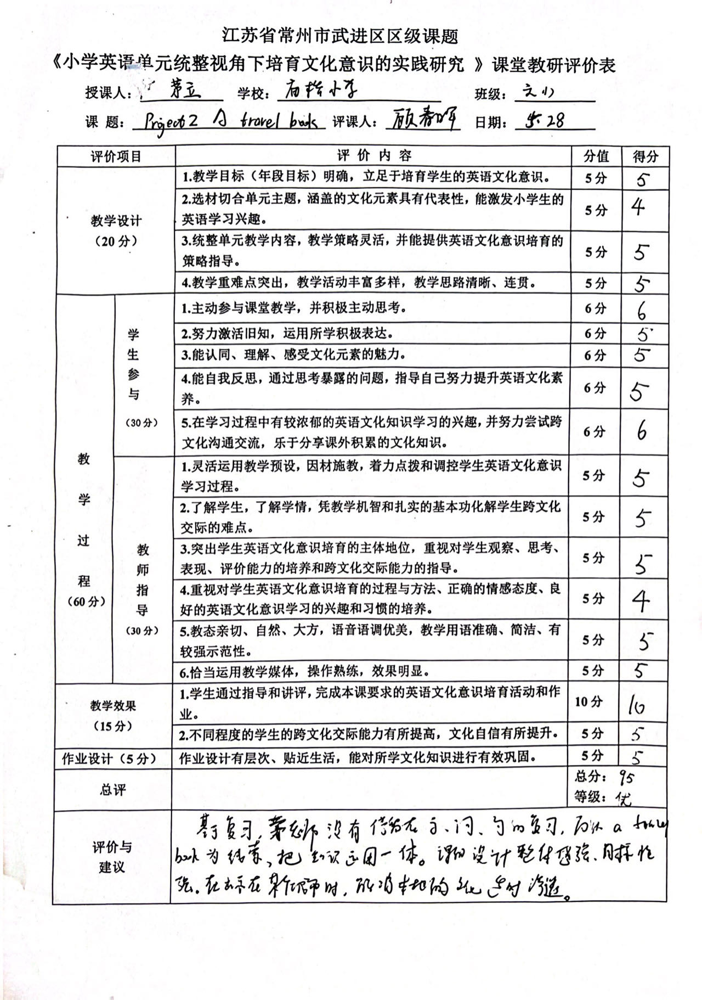 江苏省常州市武进区区级课题
《小学英语单元统整视角下培育文化意识的实践研究 》课堂教研评价表
授课人： 茅立 学校： 小学 班级：
课 题： Project 2 A travel book 评课人： 顾春晖 日期： 5.28
评价项目 评 价 内 容 分值 得分
教学设计
（20 分）
1.教学目标（年段目标）明确，立足于培育学生的英语文化意识。 5 分 5
2.选材切合单元主题，涵盖的文化元素具有代表性，能激发小学生的
英语学习兴趣。 5 分 4
3.统整单元教学内容，教学策略灵活，并能提供英语文化意识培育的
策略指导。 5 分 5
4.教学重难点突出，教学活动丰富多样，教学思路清晰、连贯。 5 分 5
教
学
过
程
（60 分）
学
生
参
与
（30 分）
1.主动参与课堂教学，并积极主动思考。 6 分 6
2.努力激活旧知，运用所学积极表达。 6 分 5
3.能认同、理解、感受文化元素的魅力。 6 分 5
4.能自我反思，通过思考暴露的问题，指导自己努力提升英语文化素
养。 6 分 5
5.在学习过程中有较浓郁的英语文化知识学习的兴趣，并努力尝试跨
文化沟通交流，乐于分享课外积累的文化知识。 6 分 6
教
师
指
导
（30 分）
1.灵活运用教学预设，因材施教，着力点拨和调控学生英语文化意识
学习过程。 5 分 5
2.了解学生，了解学情，凭教学机智和扎实的基本功化解学生跨文化
交际的难点。 5 分 5
3.突出学生英语文化意识培育的主体地位，重视对学生观察、思考、
表现、评价能力的培养和跨文化交际能力的指导。 5 分 5
4.重视对学生英语文化意识培育的过程与方法、正确的情感态度、良
好的英语文化意识学习的兴趣和习惯的培养。 5 分 4
5.教态亲切、自然、大方，语音语调优美，教学用语准确、简洁、有
较强示范性。 5 分 5
6.恰当运用教学媒体，操作熟练，效果明显。 5 分 5
教学效果
（15 分）
1.学生通过指导和讲评，完成本课要求的英语文化意识培育活动和作
业。 10 分 10
2.不同程度的学生的跨文化交际能力有所提高，文化自信有所提升。 5 分 5
作业设计（5 分） 作业设计有层次、贴近生活，能对所学文化知识进行有效巩固。 5 分 5
总评
总分： 95
等级： 优
评价与
建议
基于复习，茅老师没有停留在字、词、句的复习，而以 a travel
book 为线索，把知识运用一体。课的设计整体感强、目标性
强。在 时，